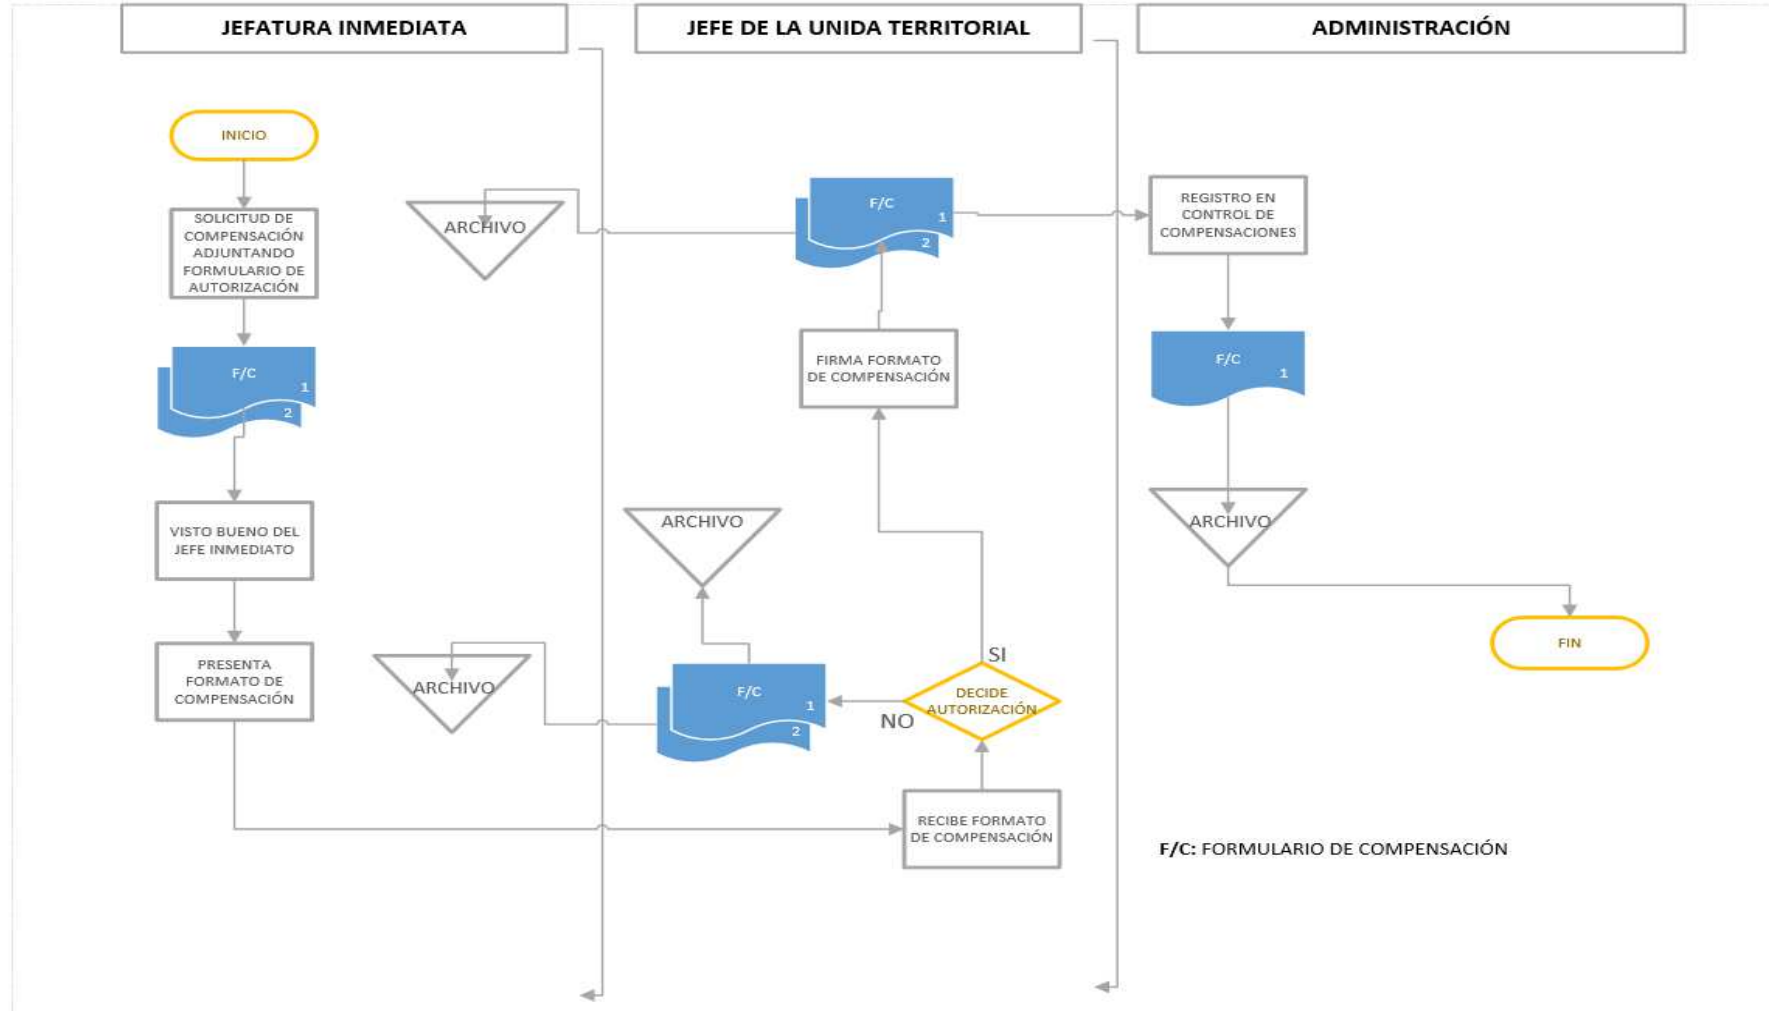 JEFATURA INMEDIATA
JEFE DE LA UNIDA TERRITORIAL
ADMINISTRACIÓN
INICIO
SOLICITUD DE
COMPENSACIÓN
ADJUNTANDO
FORMULARIO DE
AUTORIZACIÓN
F/C
1
2
VISTO BUENO DEL
JEFE INMEDIATO
PRESENTA
FORMATO DE
COMPENSACIÓN
ARCHIVO
ARCHIVO
F/C
1
2
FIRMA FORMATO
DE COMPENSACIÓN
ARCHIVO
SI
F/C
1
2
NO
DECIDE
AUTORIZACIÓN
RECIBE FORMATO
DE COMPENSACIÓN
REGISTRO EN
CONTROL DE
COMPENSACIONES
F/C
1
ARCHIVO
FIN
F/C: FORMULARIO DE COMPENSACIÓN